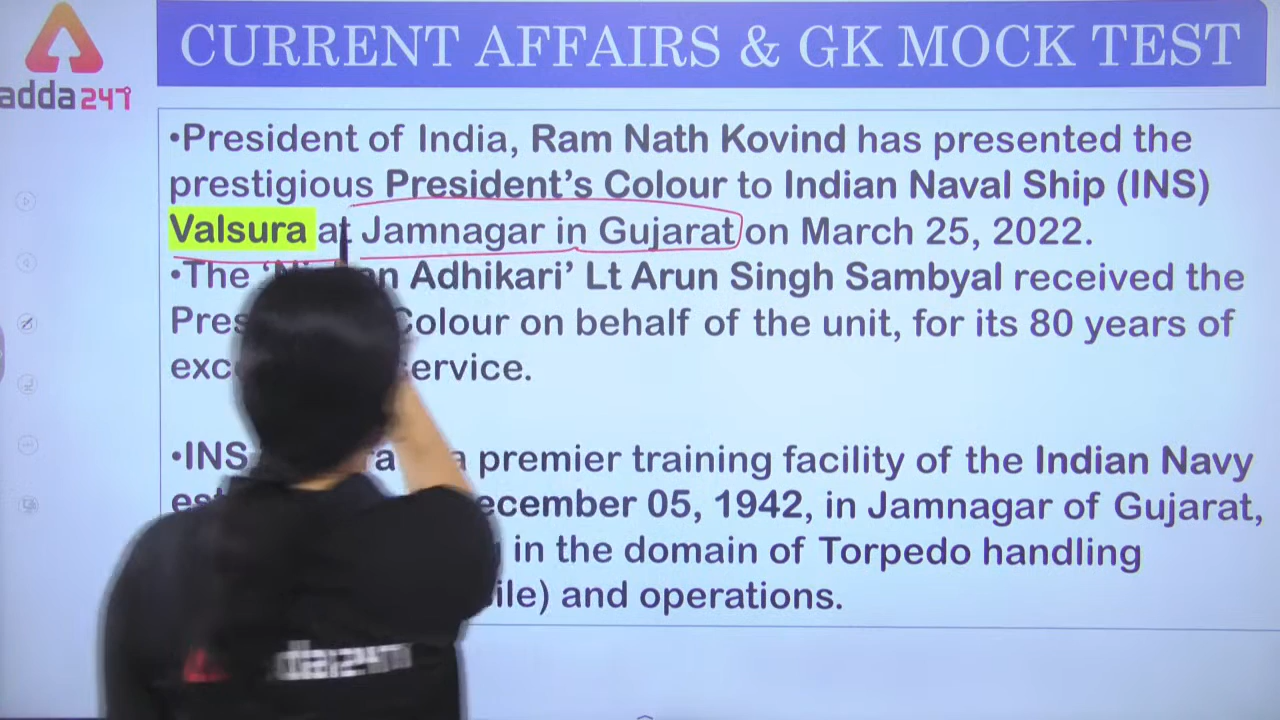 adda247
CURRENT AFFAIRS & GK MOCK TEST
•President of India, Ram Nath Kovind has presented the
prestigious President's Colour to Indian Naval Ship (INS)
Valsura at Jamnagar in Gujarat on March 25, 2022.
•The Adhikari' Lt Arun Singh Sambyal received the
Colour on behalf of the unit, for its 80 years of
•INS premier training facility of the Indian Navy
05, 1942, in Jamnagar of Gujarat,
in the domain of Torpedo handling
and operations.